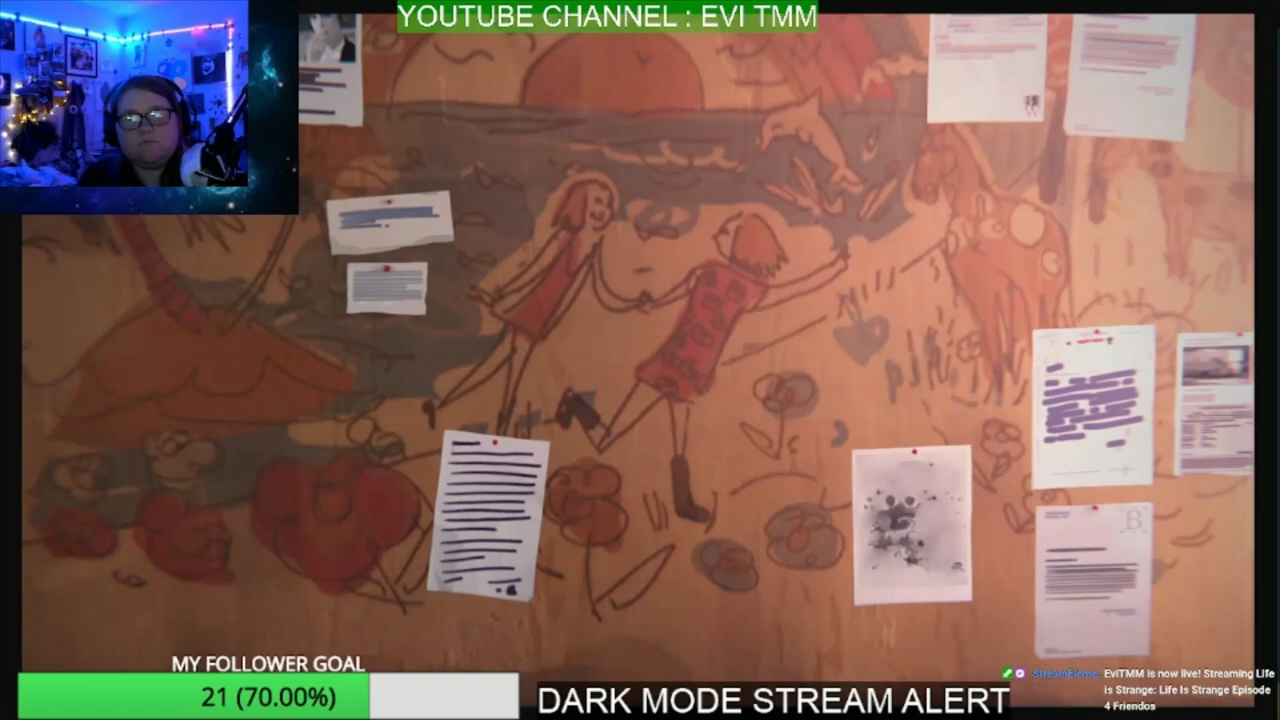 YOUTUBE CHANNEL : EVI TMM
B
MY FOLLOWER GOAL
21 (70.00%)
DARK MODE STREAM ALERT
StreamEleme: EviTMM is now live! Streaming Life
is Strange: Life Is Strange Episode
4 Friendos